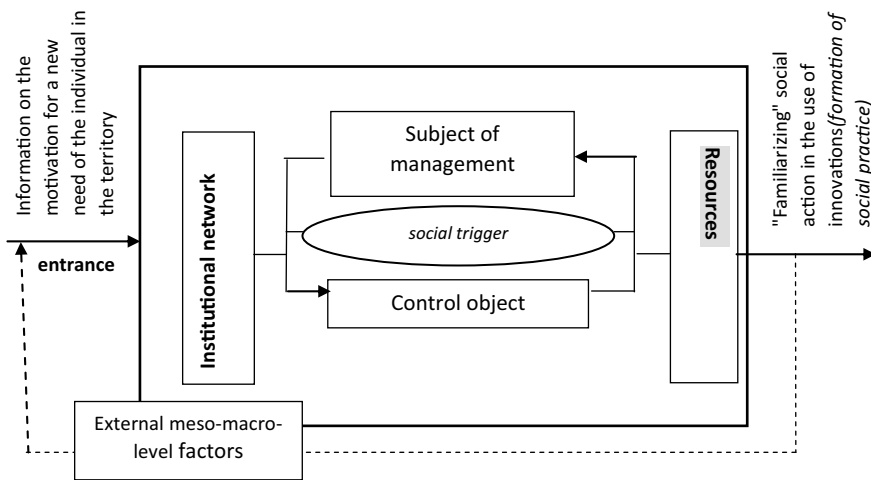 Information on the
motivation for a new
need of the individual in
the territory
entrance
Institutional network
Subject of
management
social trigger
Control object
Resources
"Familiarizing" social
action in the use of
innovations(formation of
social practice)
External meso-macro-
level factors